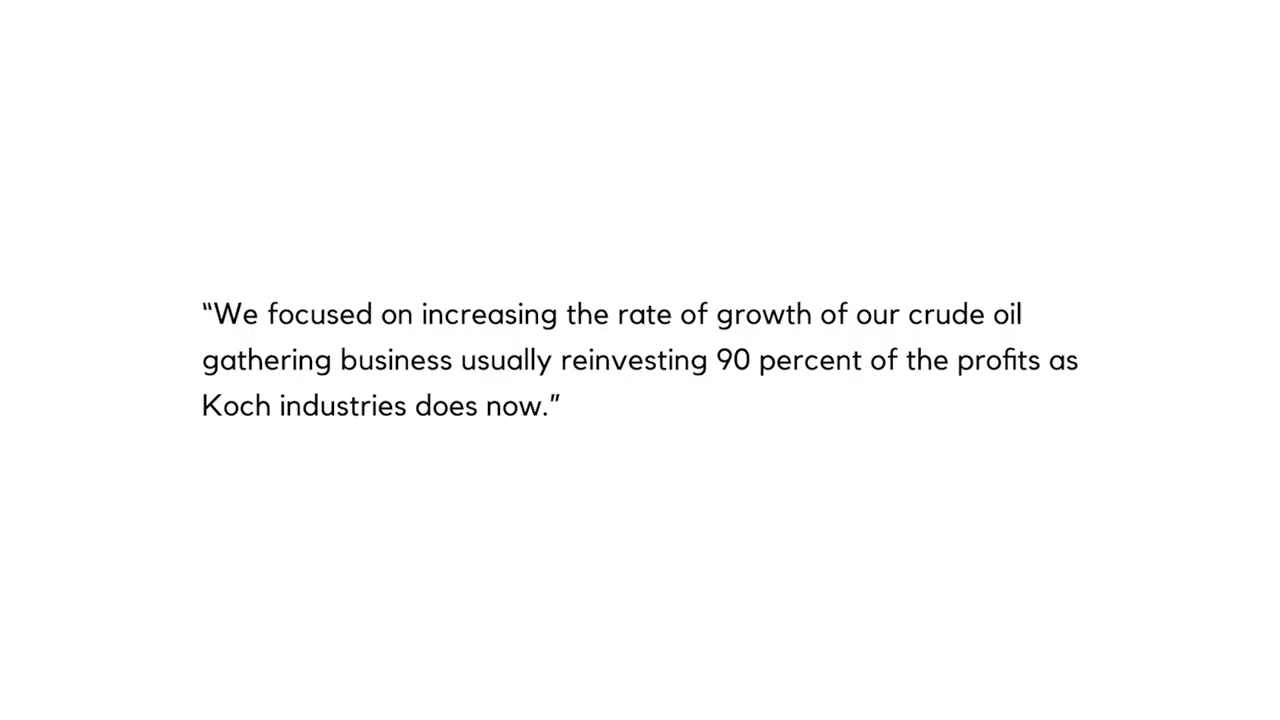 “We focused on increasing the rate of growth of our crude oil
gathering business usually reinvesting 90 percent of the profits as
Koch industries does now.”